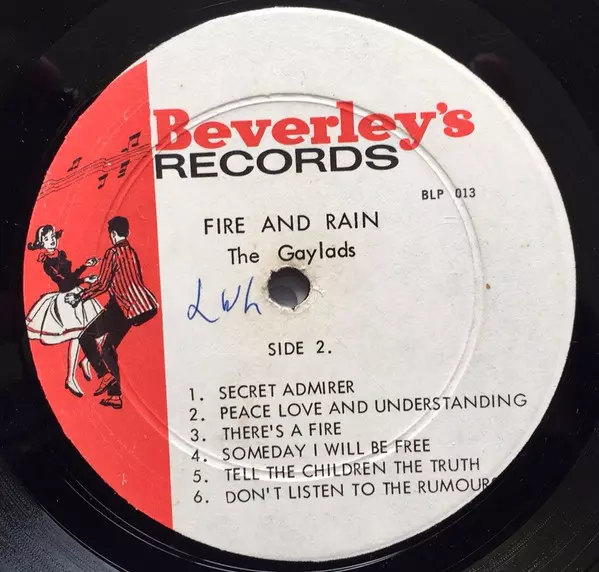 Beverley's
RECORDS
BLP 013
FIRE AND RAIN
The Gaylads
SIDE 2.
1. SECRET ADMIRER
2. PEACE LOVE AND UNDERSTANDING
3. THERE'S A FIRE
4. SOMEDAY I WILL BE FREE
5. TELL THE CHILDREN THE TRUTH
6. DON'T LISTEN TO THE RUMOURS